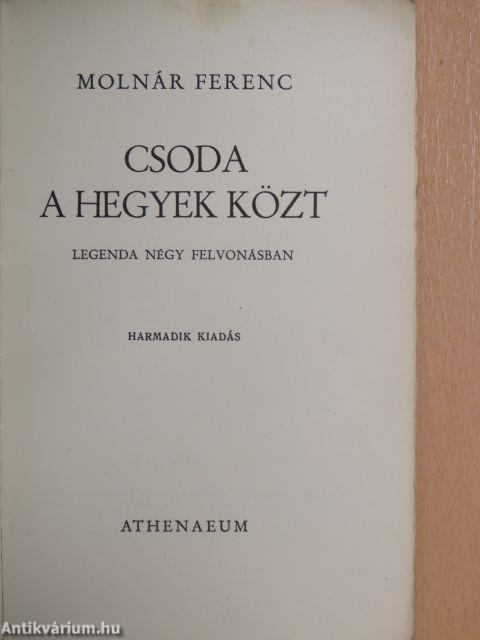 MOLNÁR FERENC
CSODA
A HEGYEK KÖZT
LEGENDA NÉGY FELVONÁSBAN
HARMADIK KIADÁS
ATHENAEUM
Antikvárium.hu